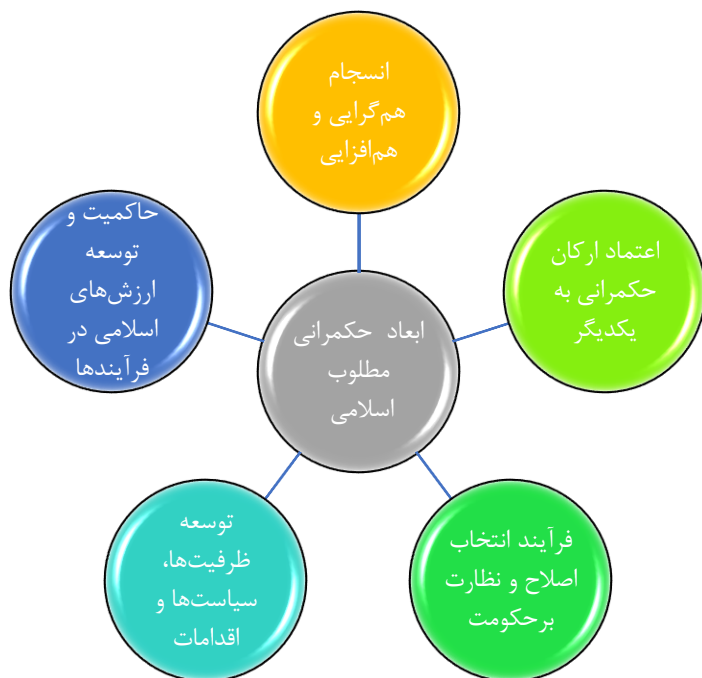 انسجام
هم‌گرایی و
هم‌افزایی
اعتماد ارکان
حکمرانی به
یکدیگر
فرآیند انتخاب
اصلاح و نظارت
برحکومت
توسعه
ظرفیت‌ها،
سیاست‌ها و
اقدامات
حاکمیت و
توسعه
ارزش‌های
اسلامی در
فرآیندها
ابعاد حکمرانی
مطلوب
اسلامی